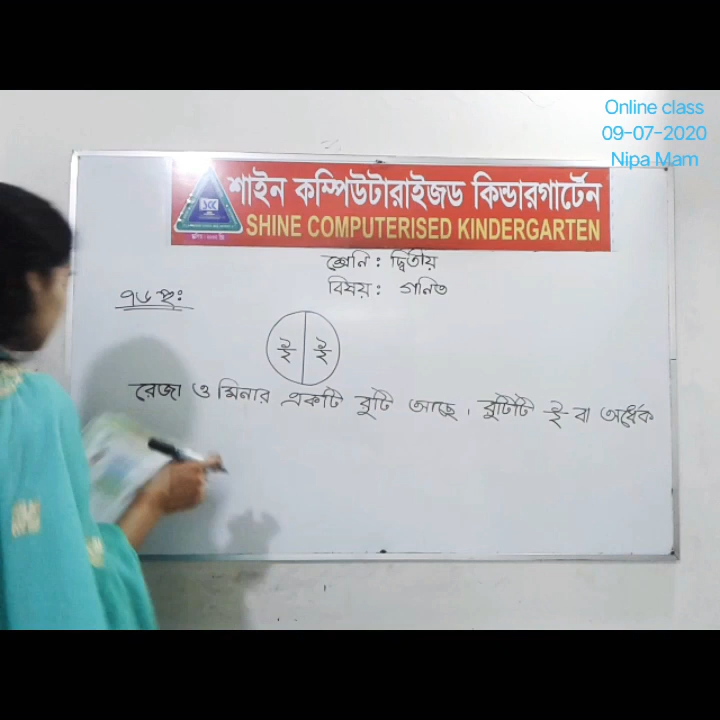 Online class
09-07-2020
Nipa Mam
শাইন কম্পিউটারাইজড কিন্ডারগার্টেন
SHINE COMPUTERISED KINDERGARTEN
শ্রেনি : দ্বিতীয়
বিষয় : গনিত
৭৬ পৃ:
১/২ ১/২
রেজা ও মিনার একটি রুটি আছে। রুটিটি ১/২ বা অর্ধেক